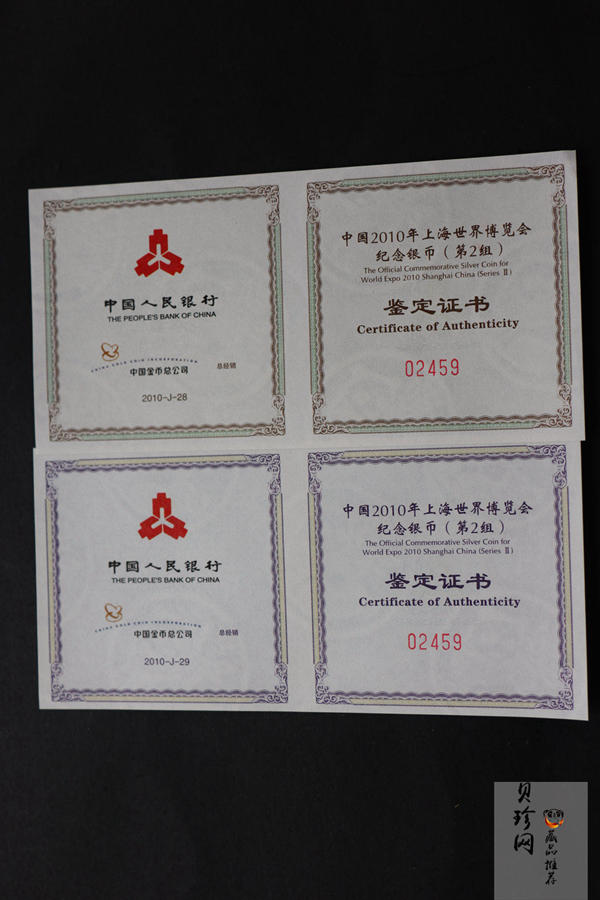 中国人民银行
THE PEOPLE'S BANK OF CHINA
CHINA GOLD COIN INCORPORATION
中国金币总公司 总经销
2010-J-28
中国2010年上海世界博览会
纪念银币（第2组）
The Official Commemorative Silver Coin for
World Expo 2010 Shanghai China (Series Ⅱ)
鉴定证书
Certificate of Authenticity
02459
中国人民银行
THE PEOPLE'S BANK OF CHINA
CHINA GOLD COIN INCORPORATION
中国金币总公司 总经销
2010-J-29
中国2010年上海世界博览会
纪念银币（第2组）
The Official Commemorative Silver Coin for
World Expo 2010 Shanghai China (Series Ⅱ)
鉴定证书
Certificate of Authenticity
02459
贝珍网
藏品推荐